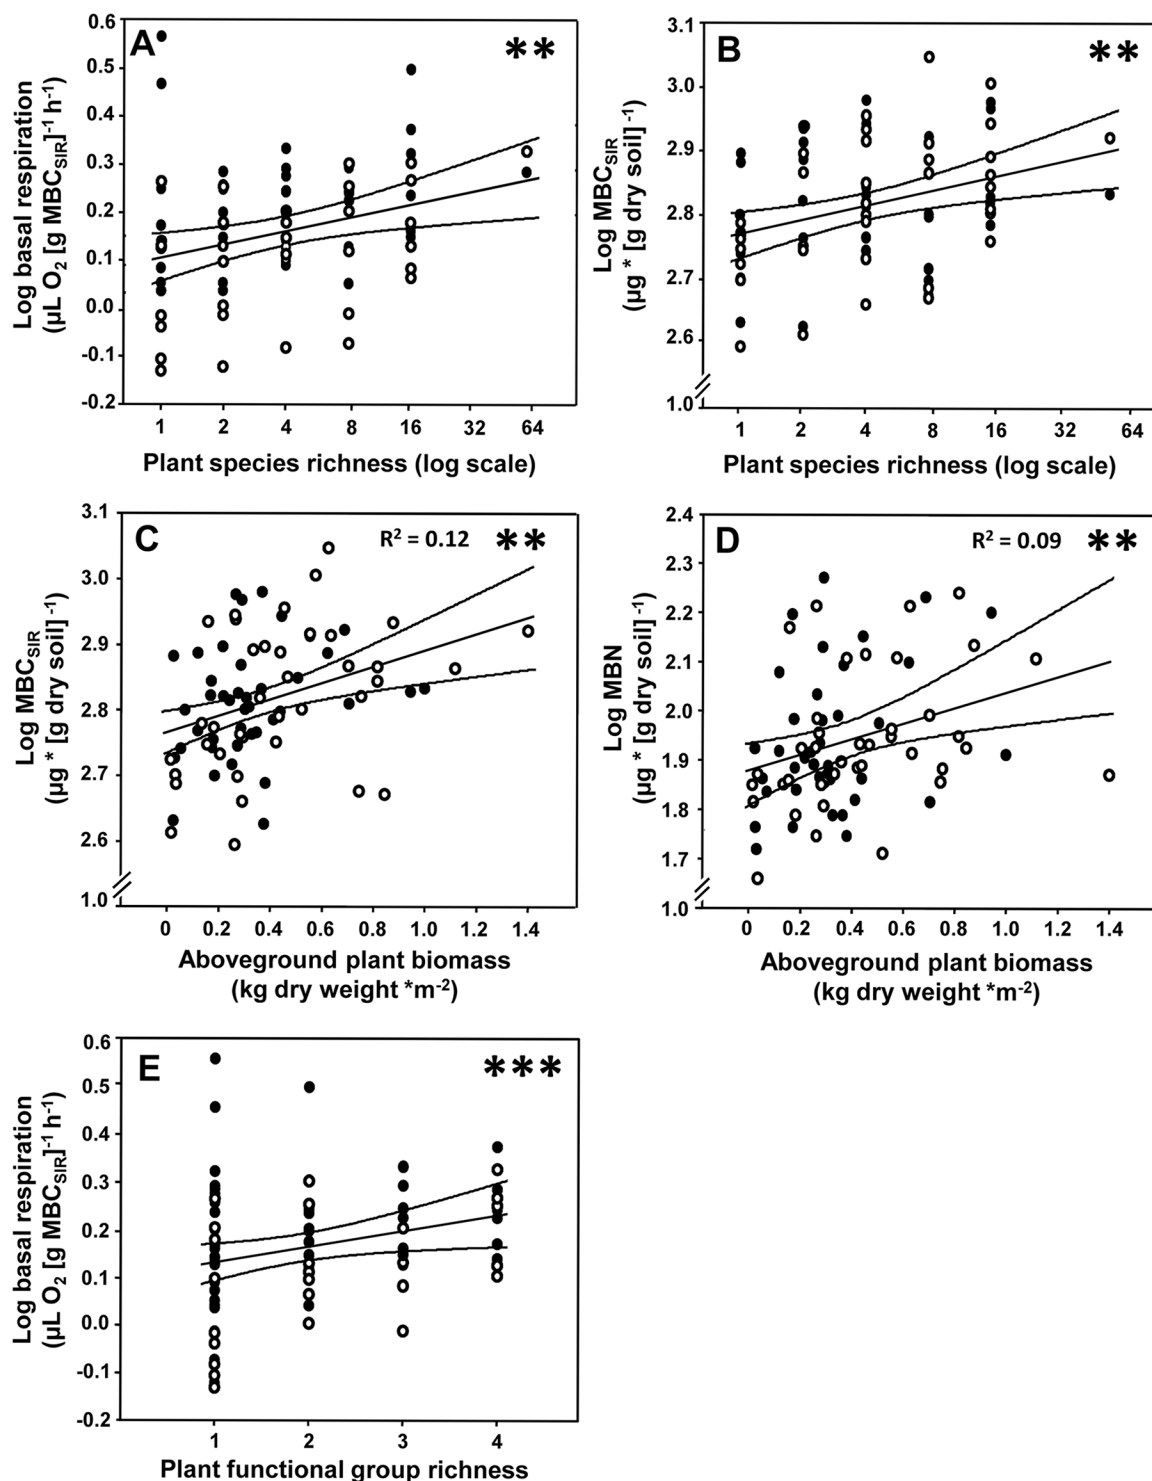 A
**
Log basal respiration
(µL O2 [g MBCSIR]-1 h-1)
0.6
0.5
0.4
0.3
0.2
0.1
0.0
-0.1
-0.2
1 2 4 8 16 32 64
Plant species richness (log scale)
B
**
Log MBCSIR
(µg * [g dry soil]-1)
3.1
3.0
2.9
2.8
2.7
2.6
1.0
1 2 4 8 16 32 64
Plant species richness (log scale)
C
R2 = 0.12 **
Log MBCSIR
(µg * [g dry soil]-1)
3.1
3.0
2.9
2.8
2.7
2.6
1.0
0 0.2 0.4 0.6 0.8 1.0 1.2 1.4
Aboveground plant biomass
(kg dry weight *m-2)
D
R2 = 0.09 **
Log MBN
(µg * [g dry soil]-1)
2.4
2.3
2.2
2.1
2.0
1.9
1.8
1.7
1.0
0 0.2 0.4 0.6 0.8 1.0 1.2 1.4
Aboveground plant biomass
(kg dry weight *m-2)
E
***
Log basal respiration
(µL O2 [g MBCSIR]-1 h-1)
0.6
0.5
0.4
0.3
0.2
0.1
0.0
-0.1
-0.2
1 2 3 4
Plant functional group richness